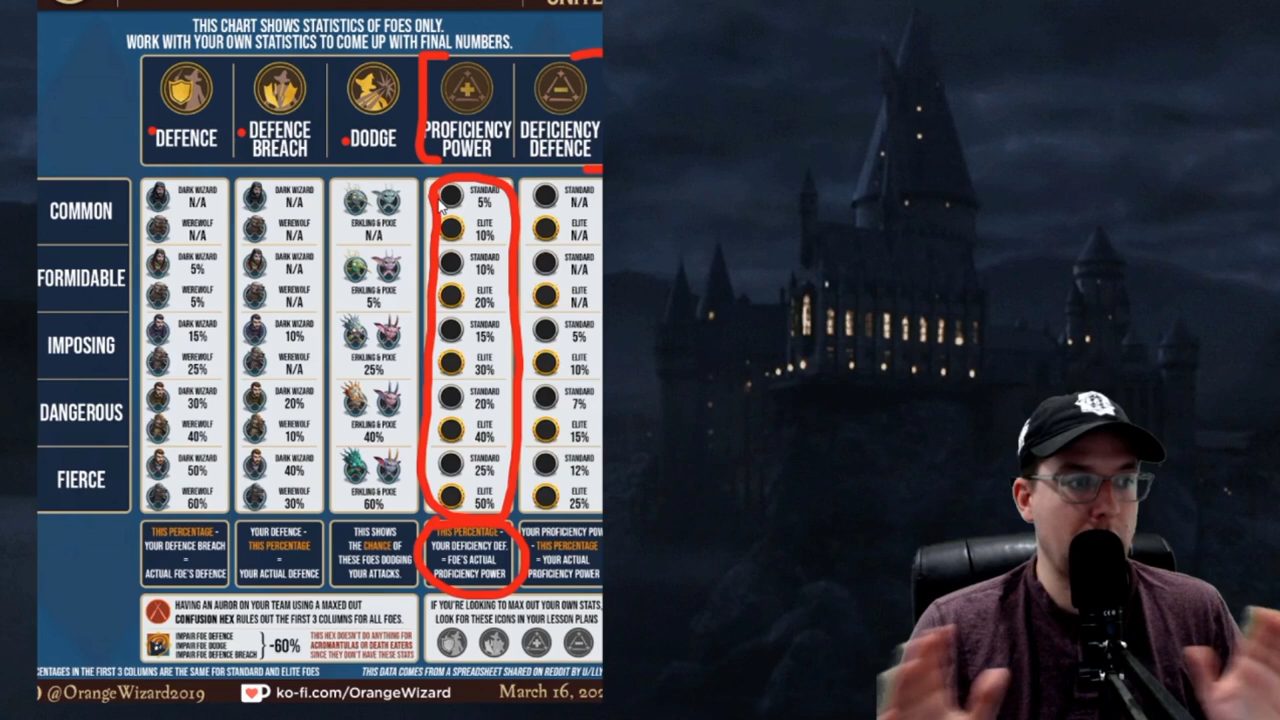 UNITE
THIS CHART SHOWS STATISTICS OF FOES ONLY.
WORK WITH YOUR OWN STATISTICS TO COME UP WITH FINAL NUMBERS.
DEFENCE
DEFENCE BREACH
DODGE
PROFICIENCY POWER
DEFICIENCY DEFENCE
COMMON
DARK WIZARD N/A
DARK WIZARD N/A
STANDARD 5%
STANDARD N/A
WEREWOLF N/A
WEREWOLF N/A
ERKLING & PIXIE N/A
ELITE 10%
ELITE N/A
FORMIDABLE
DARK WIZARD 5%
DARK WIZARD N/A
STANDARD 10%
STANDARD N/A
WEREWOLF 5%
WEREWOLF N/A
ERKLING & PIXIE 5%
ELITE 20%
ELITE N/A
IMPOSING
DARK WIZARD 15%
DARK WIZARD 10%
STANDARD 15%
STANDARD 5%
WEREWOLF 25%
WEREWOLF N/A
ERKLING & PIXIE 25%
ELITE 30%
ELITE 10%
DANGEROUS
DARK WIZARD 30%
DARK WIZARD 20%
STANDARD 20%
STANDARD 7%
WEREWOLF 40%
WEREWOLF 10%
ERKLING & PIXIE 40%
ELITE 40%
ELITE 15%
FIERCE
DARK WIZARD 50%
DARK WIZARD 40%
STANDARD 25%
STANDARD 12%
WEREWOLF 60%
WEREWOLF 30%
ERKLING & PIXIE 60%
ELITE 50%
ELITE 25%
THIS PERCENTAGE -
YOUR DEFENCE BREACH
=
ACTUAL FOE'S DEFENCE
YOUR DEFENCE -
THIS PERCENTAGE
=
YOUR ACTUAL DEFENCE
THIS SHOWS
THE CHANCE OF
THESE FOES DODGING
YOUR ATTACKS.
THIS PERCENTAGE -
YOUR DEFICIENCY DEF.
= FOE'S ACTUAL
PROFICIENCY POWER
YOUR PROFICIENCY POW
- THIS PERCENTAGE
= YOUR ACTUAL
PROFICIENCY POWER
HAVING AN AUROR ON YOUR TEAM USING A MAXED OUT
CONFUSION HEX RULES OUT THE FIRST 3 COLUMNS FOR ALL FOES.
IMPAIR FOE DEFENCE
IMPAIR FOE DODGE
IMPAIR FOE DEFENCE BREACH
} -60%
THIS HEX DOESN'T DO ANYTHING FOR
ACROMANTULAS OR DEATH EATERS
SINCE THEY DON'T HAVE THESE STATS
IF YOU'RE LOOKING TO MAX OUT YOUR OWN STATS,
LOOK FOR THESE ICONS IN YOUR LESSON PLANS
CENTAGES IN THE FIRST 3 COLUMNS ARE THE SAME FOR STANDARD AND ELITE FOES
THIS DATA COMES FROM A SPREADSHEET SHARED ON REDDIT BY U/LLY
@OrangeWizard2019
ko-fi.com/OrangeWizard
March 16, 202